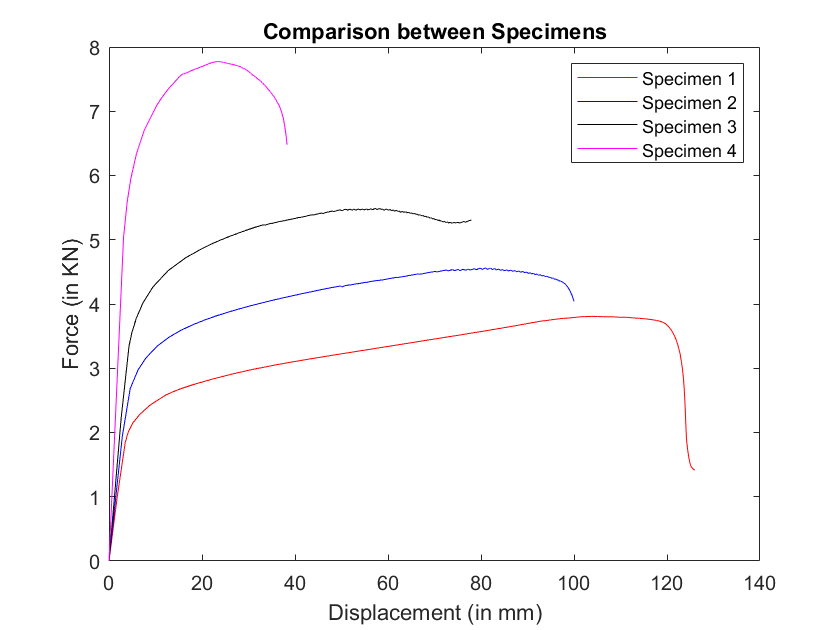 Comparison between Specimens
8
7
6
5
4
3
2
1
0
Force (in KN)
Specimen 1
Specimen 2
Specimen 3
Specimen 4
0 20 40 60 80 100 120 140
Displacement (in mm)